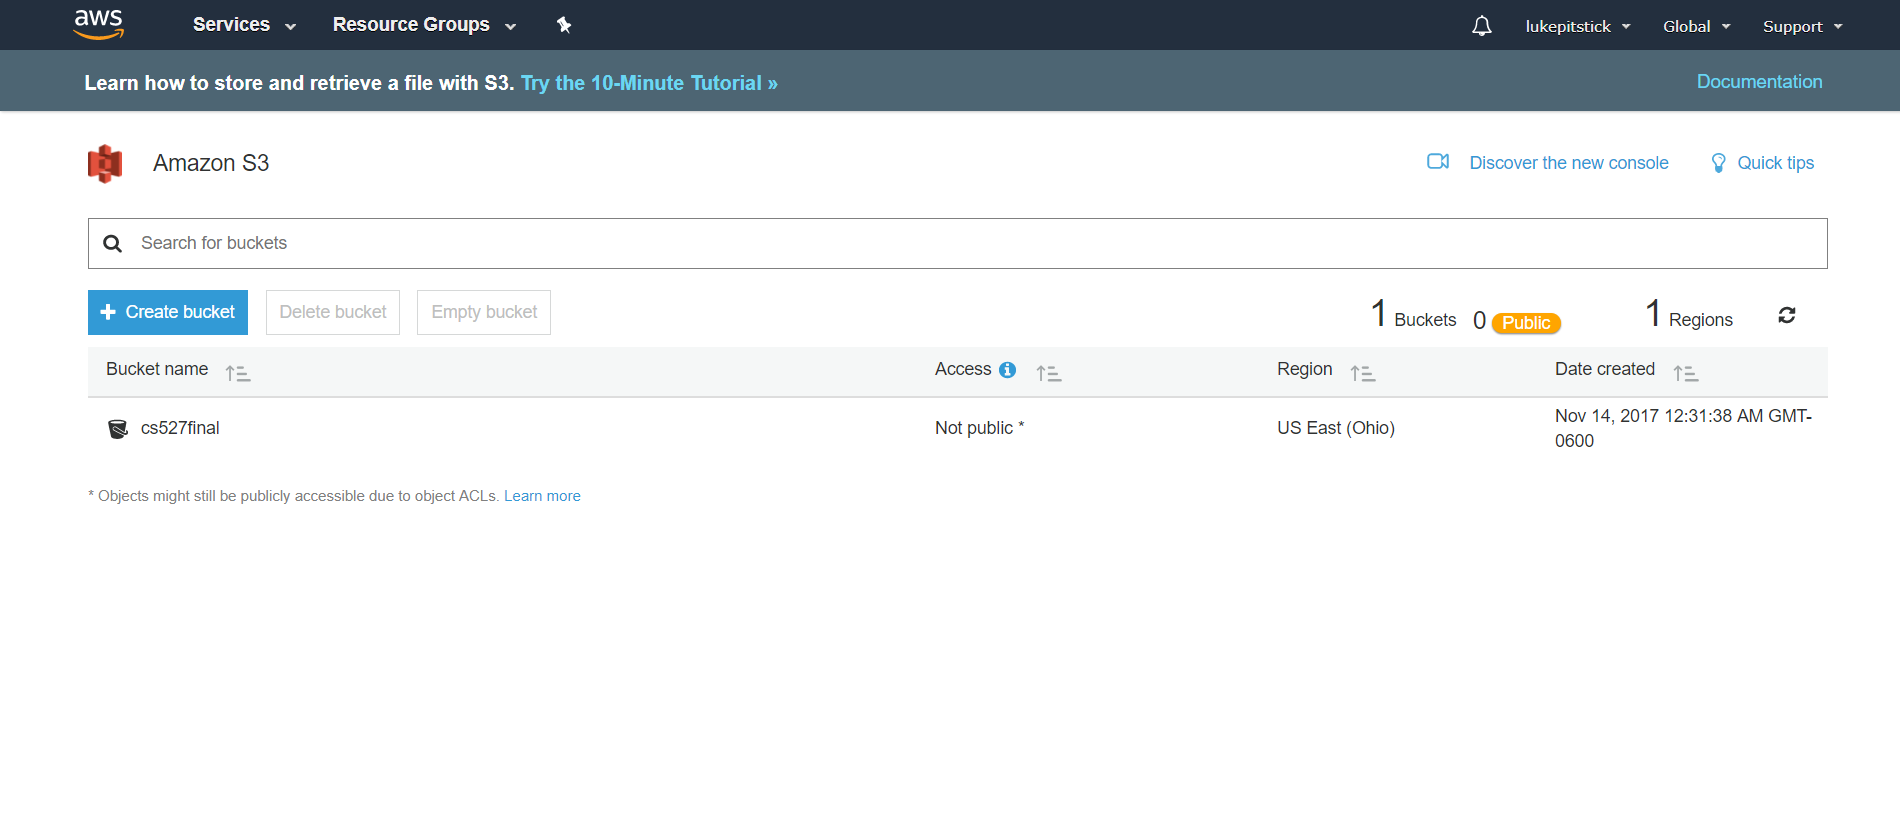 aws Services Resource Groups lukepitstick Global Support
Learn how to store and retrieve a file with S3. Try the 10-Minute Tutorial » Documentation
Amazon S3 Discover the new console Quick tips
Search for buckets
Create bucket Delete bucket Empty bucket 1 Buckets 0 Public 1 Regions
Bucket name Access Region Date created
cs527final Not public * US East (Ohio) Nov 14, 2017 12:31:38 AM GMT-
0600
* Objects might still be publicly accessible due to object ACLs. Learn more